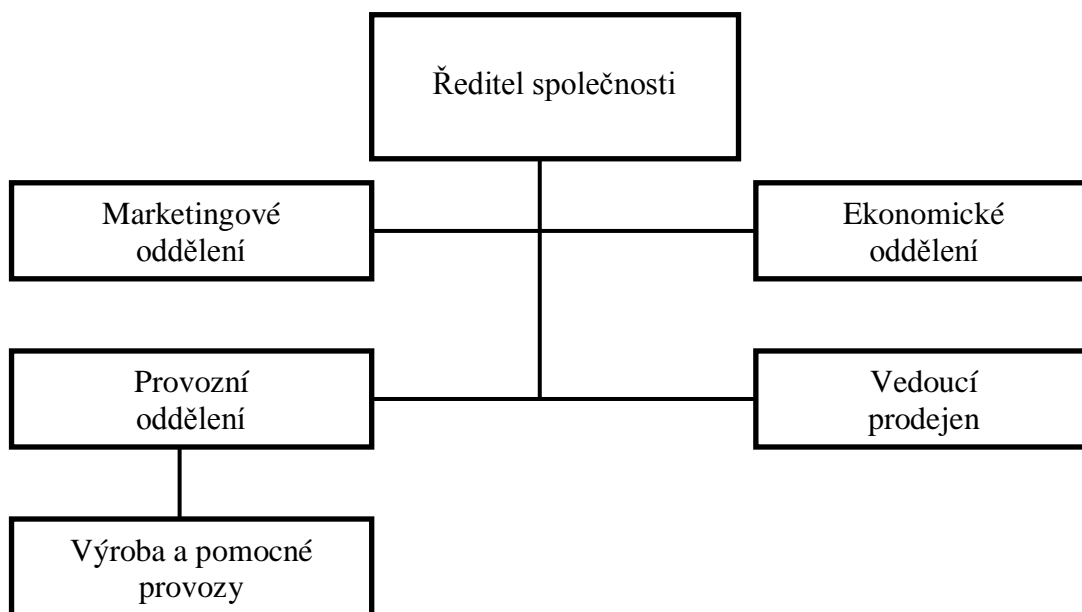 Ředitel společnosti
Marketingové
oddělení
Ekonomické
oddělení
Provozní
oddělení
Vedoucí
prodejen
Výroba a pomocné
provozy